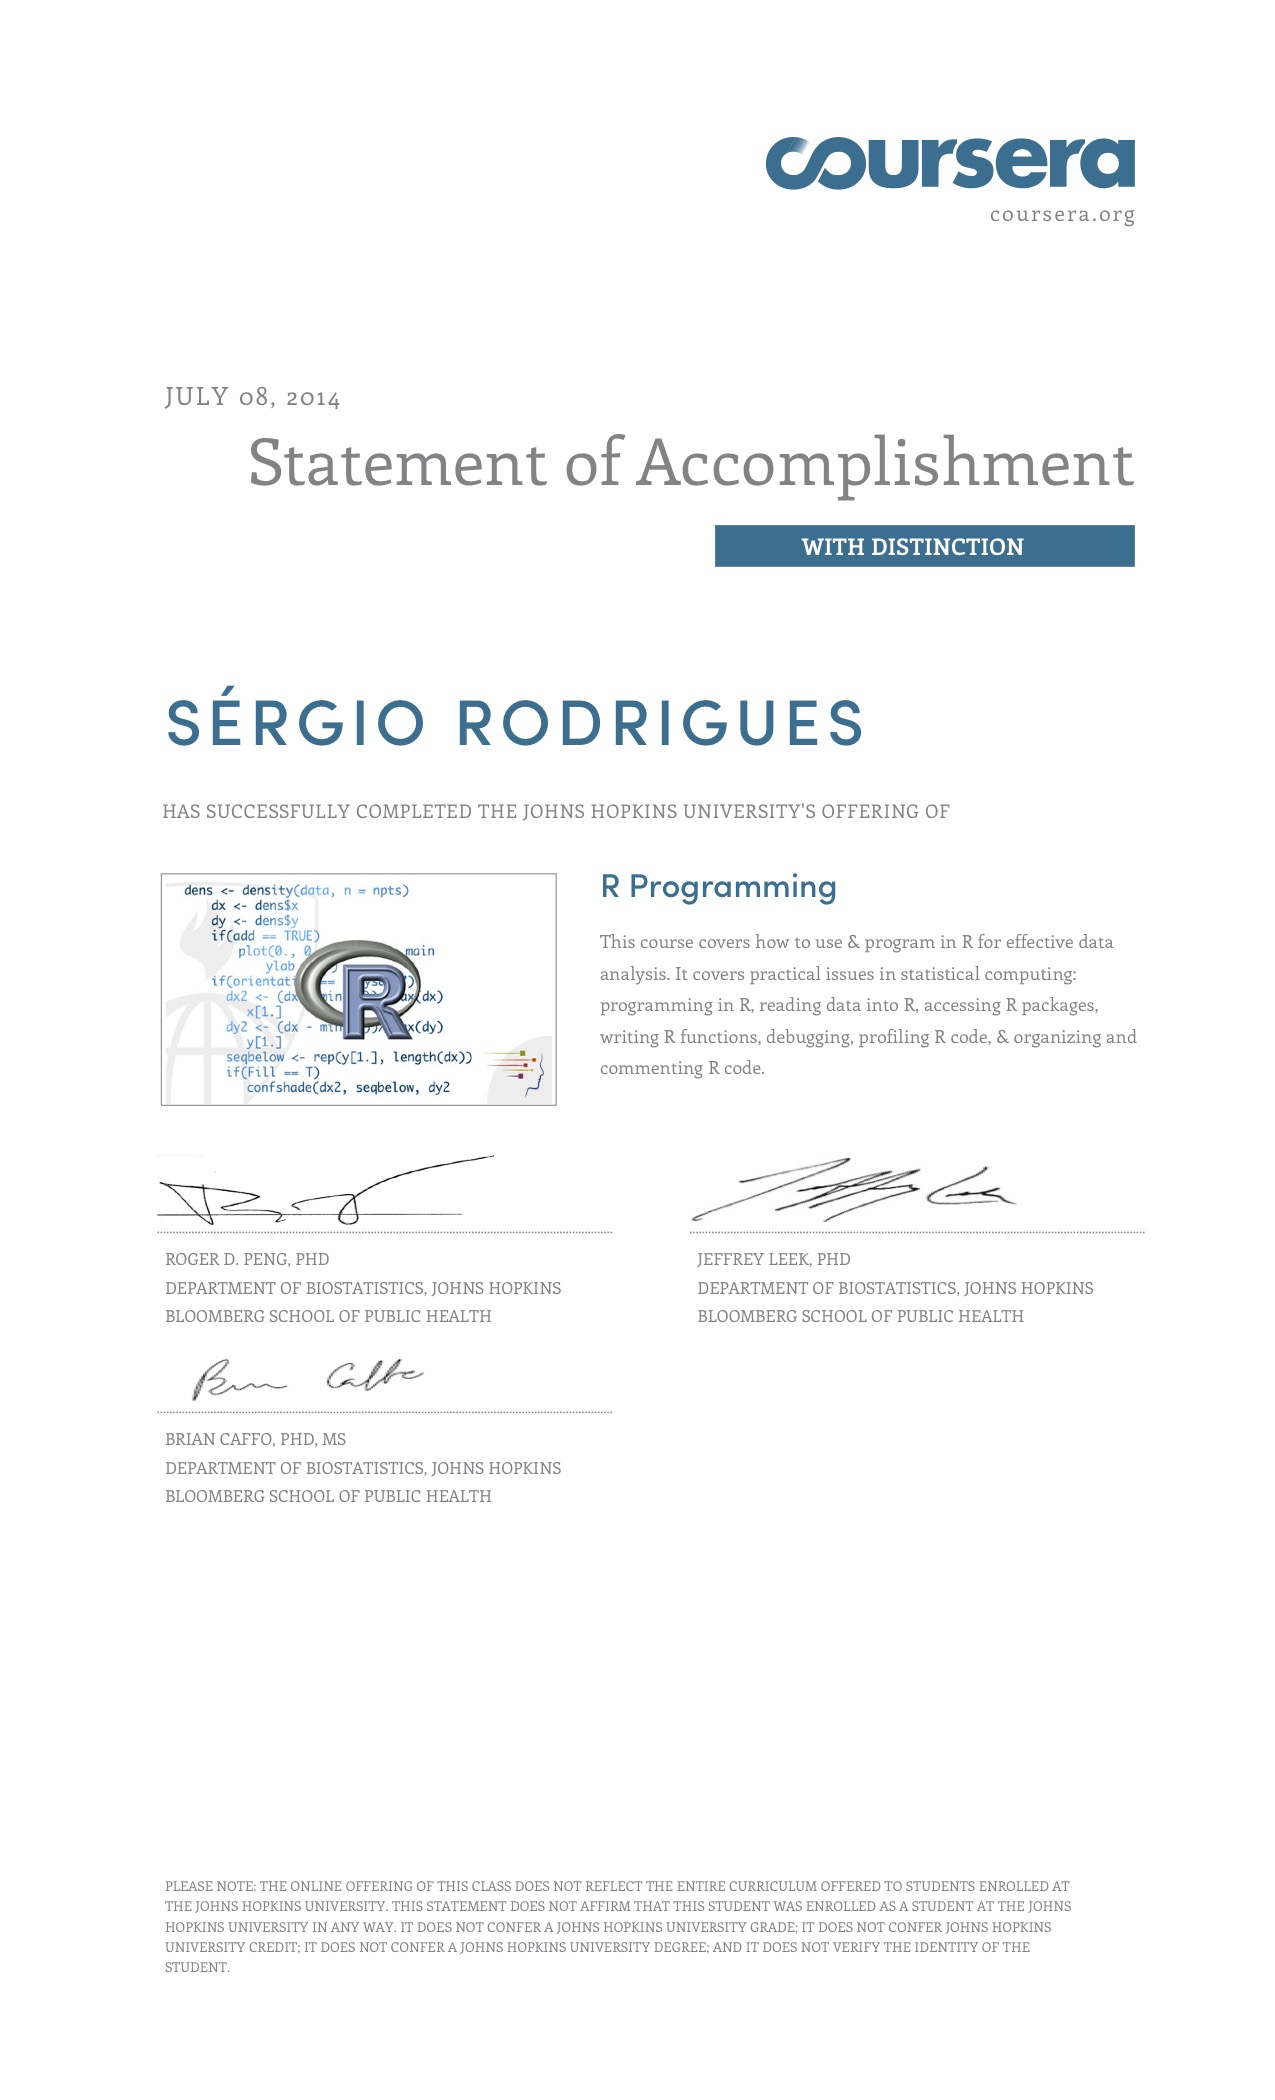 coursera
coursera.org
JULY 08, 2014
Statement of Accomplishment
WITH DISTINCTION
SÉRGIO RODRIGUES
HAS SUCCESSFULLY COMPLETED THE JOHNS HOPKINS UNIVERSITY'S OFFERING OF
dens <- density(data, n = npts)
dx <- dens$x
dy <- dens$y
if(add == TRUE)
plot(0., 0 main
ylab
if(orientati
dx2 <- (dx min x(dx)
x[1.]
dy2 <- (dx - min x(dy)
y[1.]
seqbelow <- rep(y[1.], length(dx))
if(Fill == T)
confshade(dx2, seqbelow, dy2
R
R Programming
This course covers how to use & program in R for effective data
analysis. It covers practical issues in statistical computing:
programming in R, reading data into R, accessing R packages,
writing R functions, debugging, profiling R code, & organizing and
commenting R code.
ROGER D. PENG, PHD
DEPARTMENT OF BIOSTATISTICS, JOHNS HOPKINS
BLOOMBERG SCHOOL OF PUBLIC HEALTH
Jeffrey Leek
JEFFREY LEEK, PHD
DEPARTMENT OF BIOSTATISTICS, JOHNS HOPKINS
BLOOMBERG SCHOOL OF PUBLIC HEALTH
Brian Caffo
BRIAN CAFFO, PHD, MS
DEPARTMENT OF BIOSTATISTICS, JOHNS HOPKINS
BLOOMBERG SCHOOL OF PUBLIC HEALTH
PLEASE NOTE: THE ONLINE OFFERING OF THIS CLASS DOES NOT REFLECT THE ENTIRE CURRICULUM OFFERED TO STUDENTS ENROLLED AT
THE JOHNS HOPKINS UNIVERSITY. THIS STATEMENT DOES NOT AFFIRM THAT THIS STUDENT WAS ENROLLED AS A STUDENT AT THE JOHNS
HOPKINS UNIVERSITY IN ANY WAY. IT DOES NOT CONFER A JOHNS HOPKINS UNIVERSITY GRADE; IT DOES NOT CONFER JOHNS HOPKINS
UNIVERSITY CREDIT; IT DOES NOT CONFER A JOHNS HOPKINS UNIVERSITY DEGREE; AND IT DOES NOT VERIFY THE IDENTITY OF THE
STUDENT.